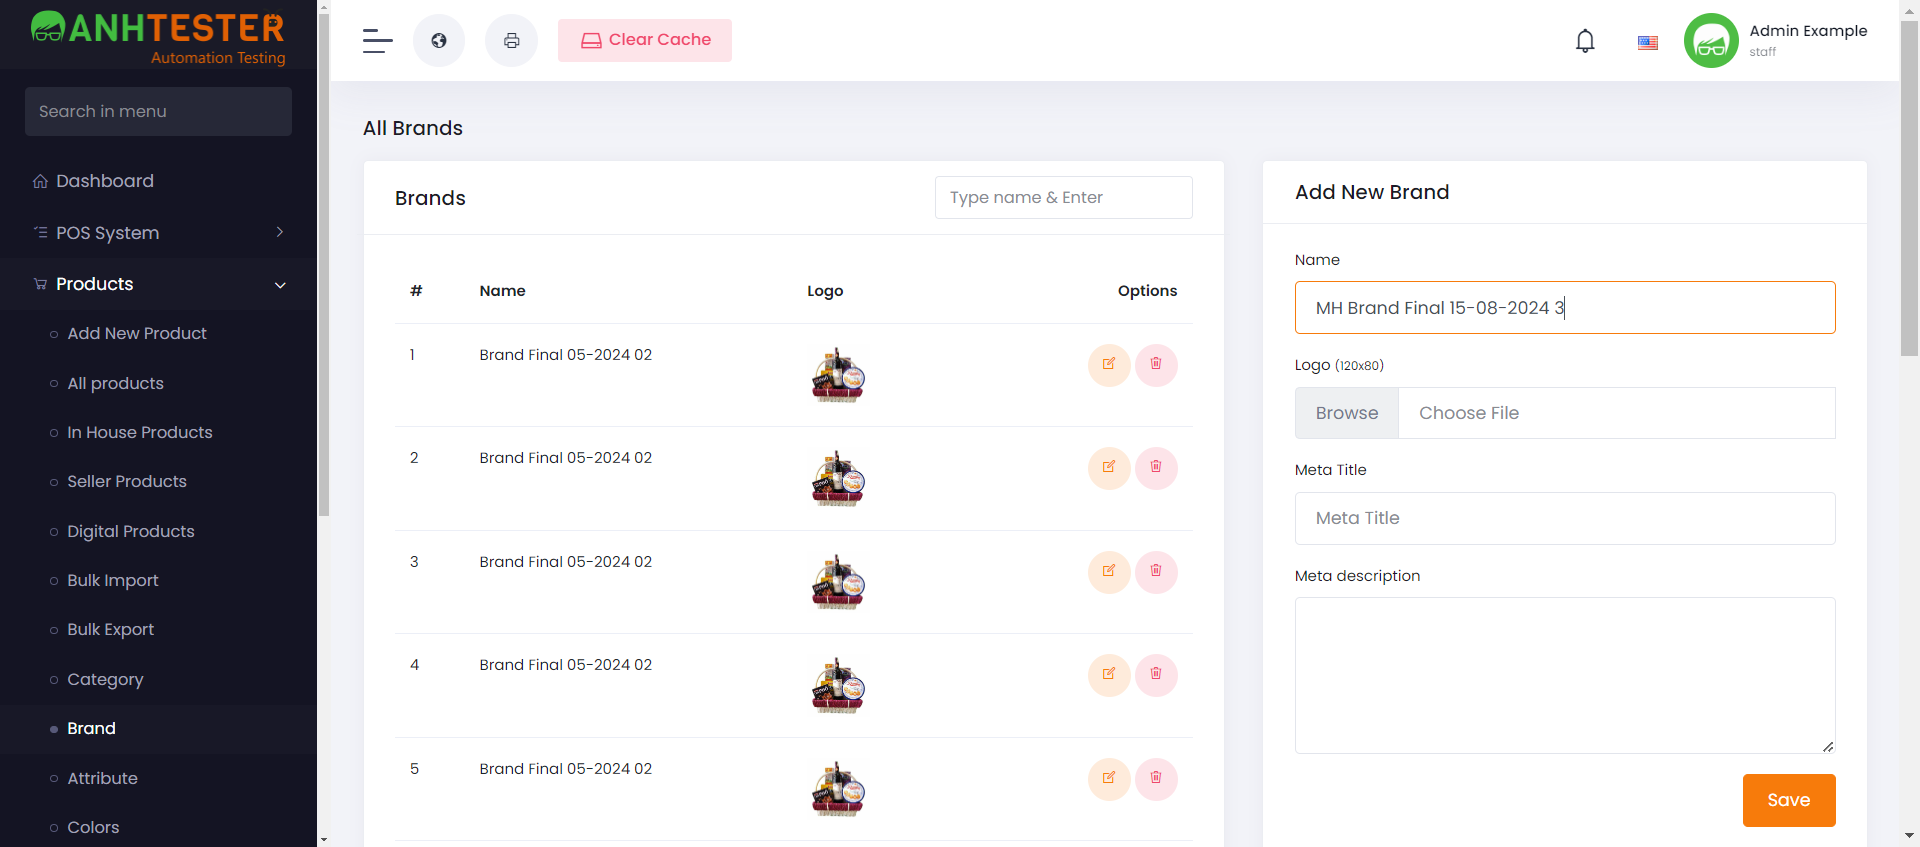 ANHTESTER
Automation Testing
Search in menu
Dashboard
POS System
Products
Add New Product
All products
In House Products
Seller Products
Digital Products
Bulk Import
Bulk Export
Category
Brand
Attribute
Colors
Clear Cache
Admin Example
staff
All Brands
Brands
Type name & Enter
# Name Logo Options
1 Brand Final 05-2024 02
2 Brand Final 05-2024 02
3 Brand Final 05-2024 02
4 Brand Final 05-2024 02
5 Brand Final 05-2024 02
Add New Brand
Name
MH Brand Final 15-08-2024 3
Logo (120x80)
Browse Choose File
Meta Title
Meta Title
Meta description
Save